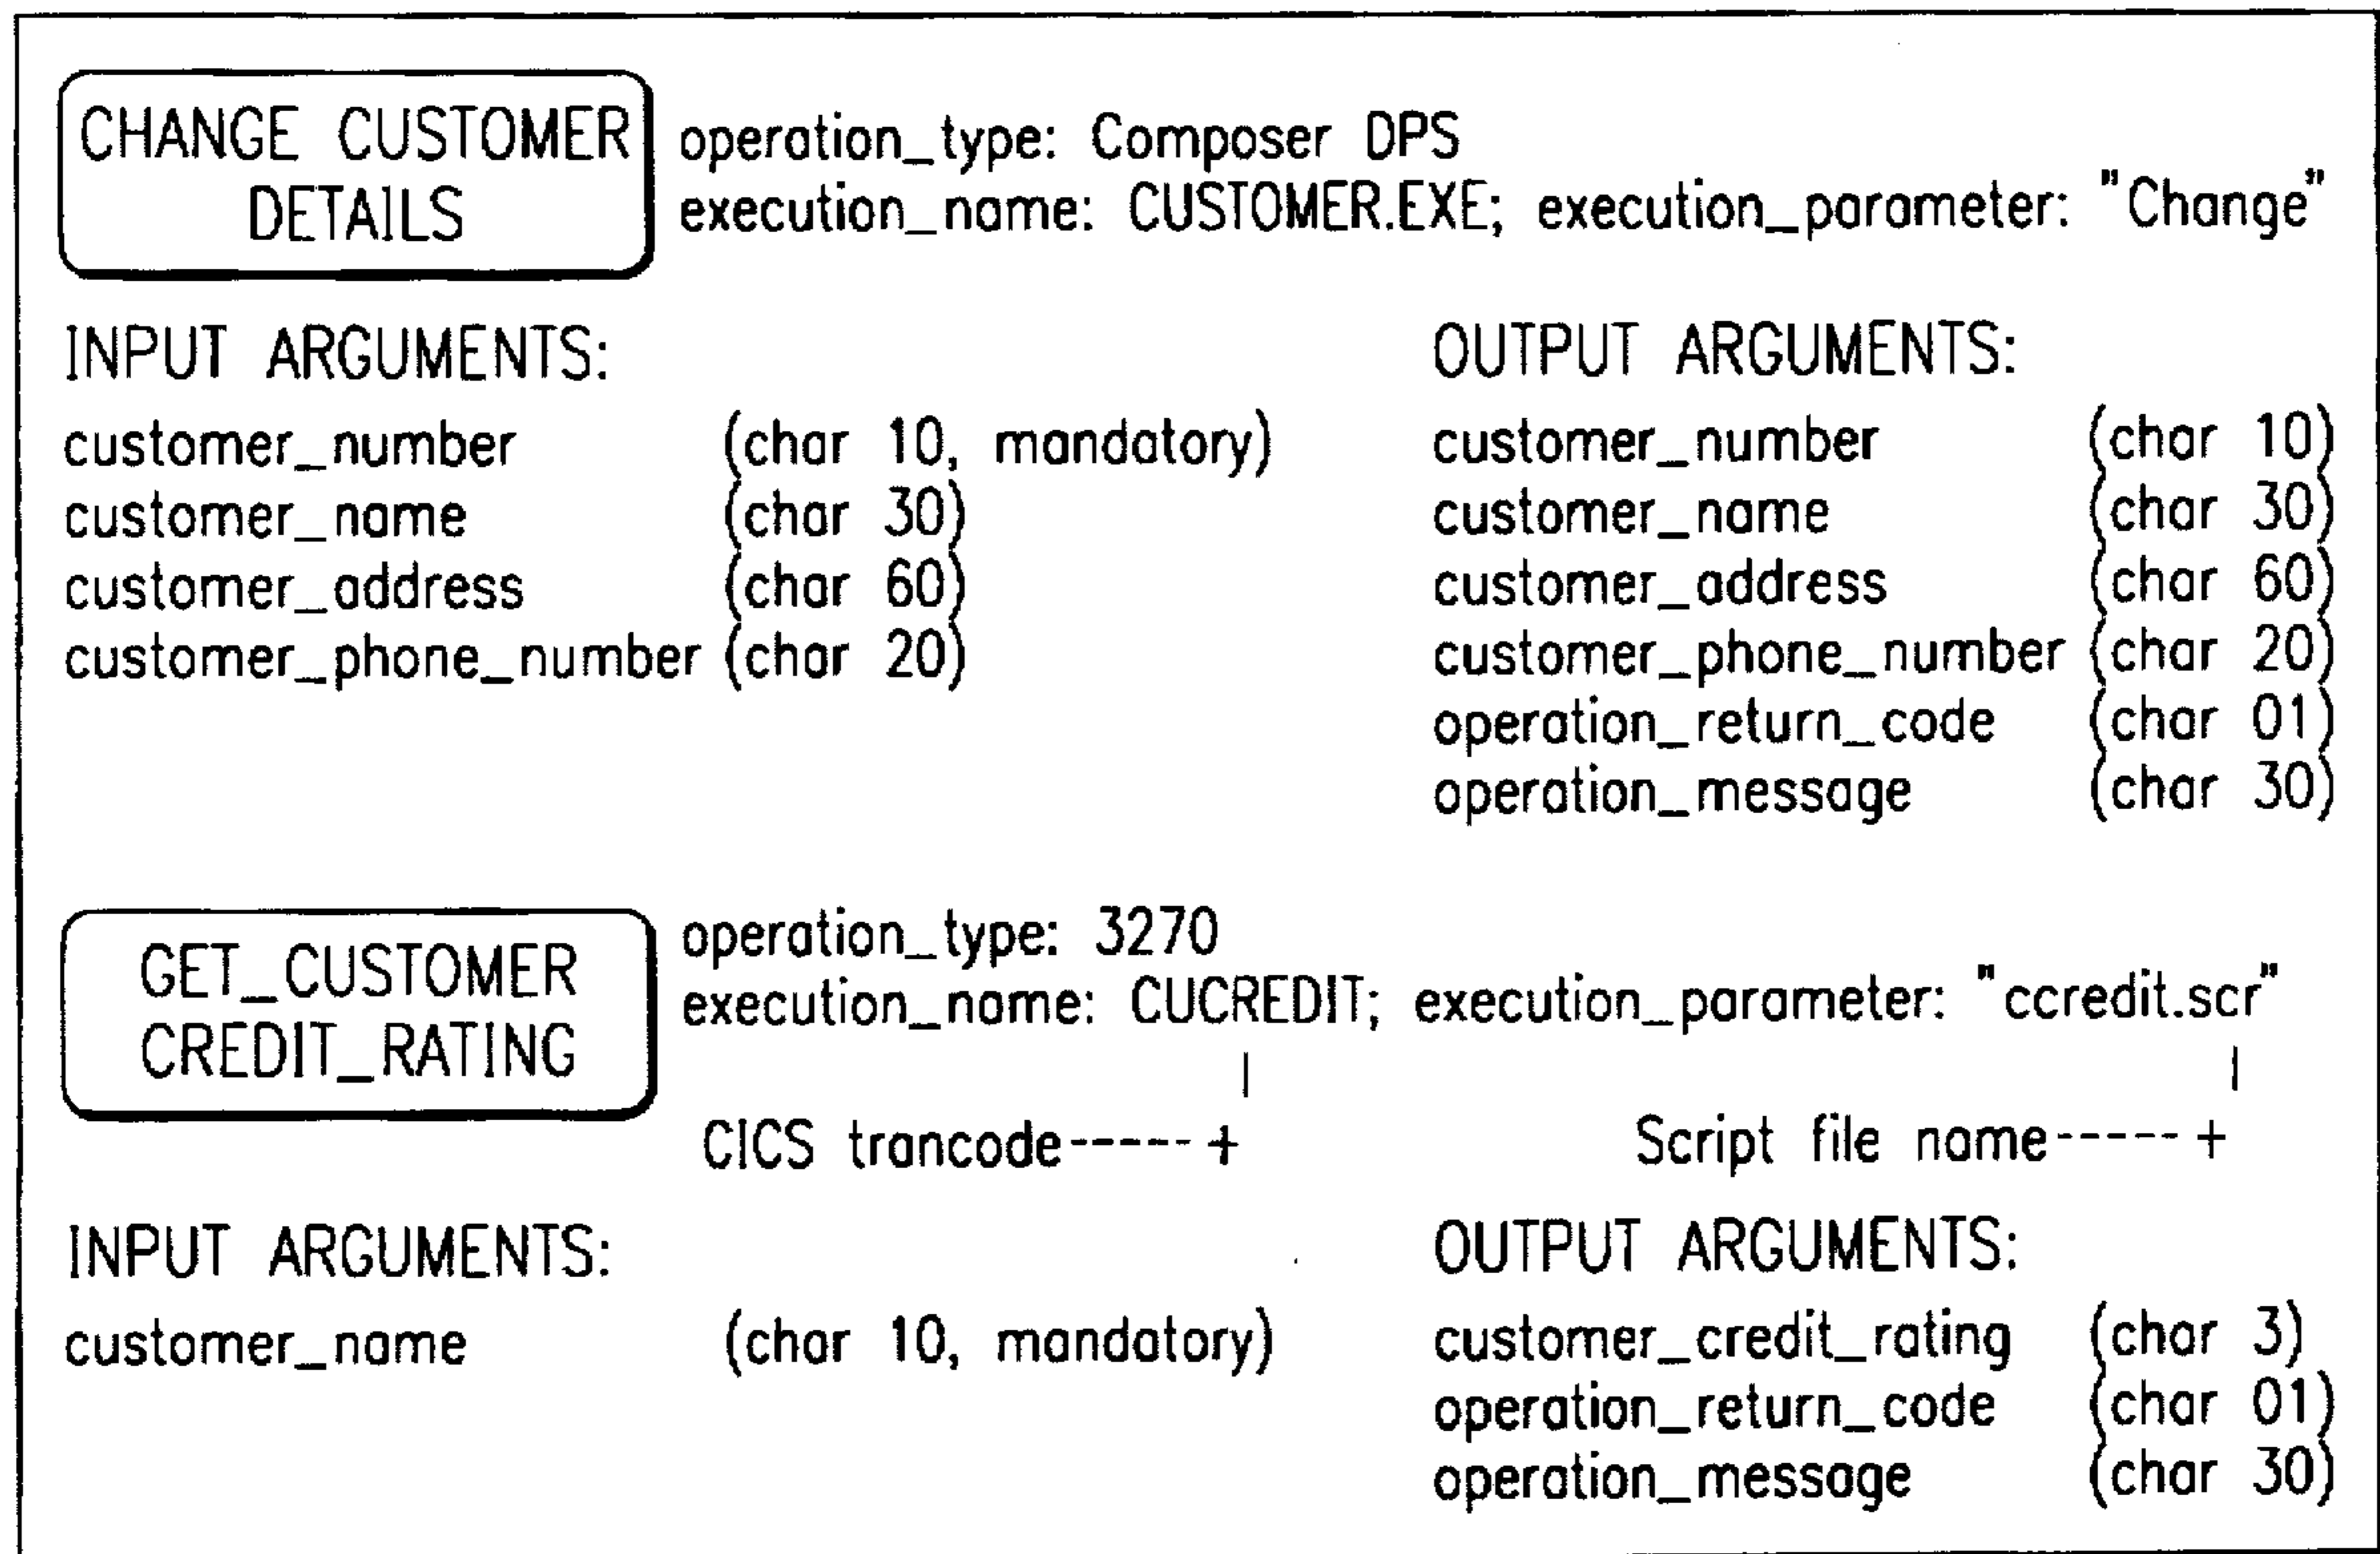 CHANGE CUSTOMER
DETAILS
operation_type: Composer DPS
execution_name: CUSTOMER.EXE; execution_parameter: "Change"
INPUT ARGUMENTS:
customer_number (char 10, mandatory)
customer_name (char 30)
customer_address (char 60)
customer_phone_number (char 20)
OUTPUT ARGUMENTS:
customer_number (char 10)
customer_name (char 30)
customer_address (char 60)
customer_phone_number (char 20)
operation_return_code (char 01)
operation_message (char 30)
GET_CUSTOMER
CREDIT_RATING
operation_type: 3270
execution_name: CUCREDIT; execution_parameter: "ccredit.scr"
CICS trancode-----+
Script file name-----+
INPUT ARGUMENTS:
customer_name (char 10, mandatory)
OUTPUT ARGUMENTS:
customer_credit_rating (char 3)
operation_return_code (char 01)
operation_message (char 30)